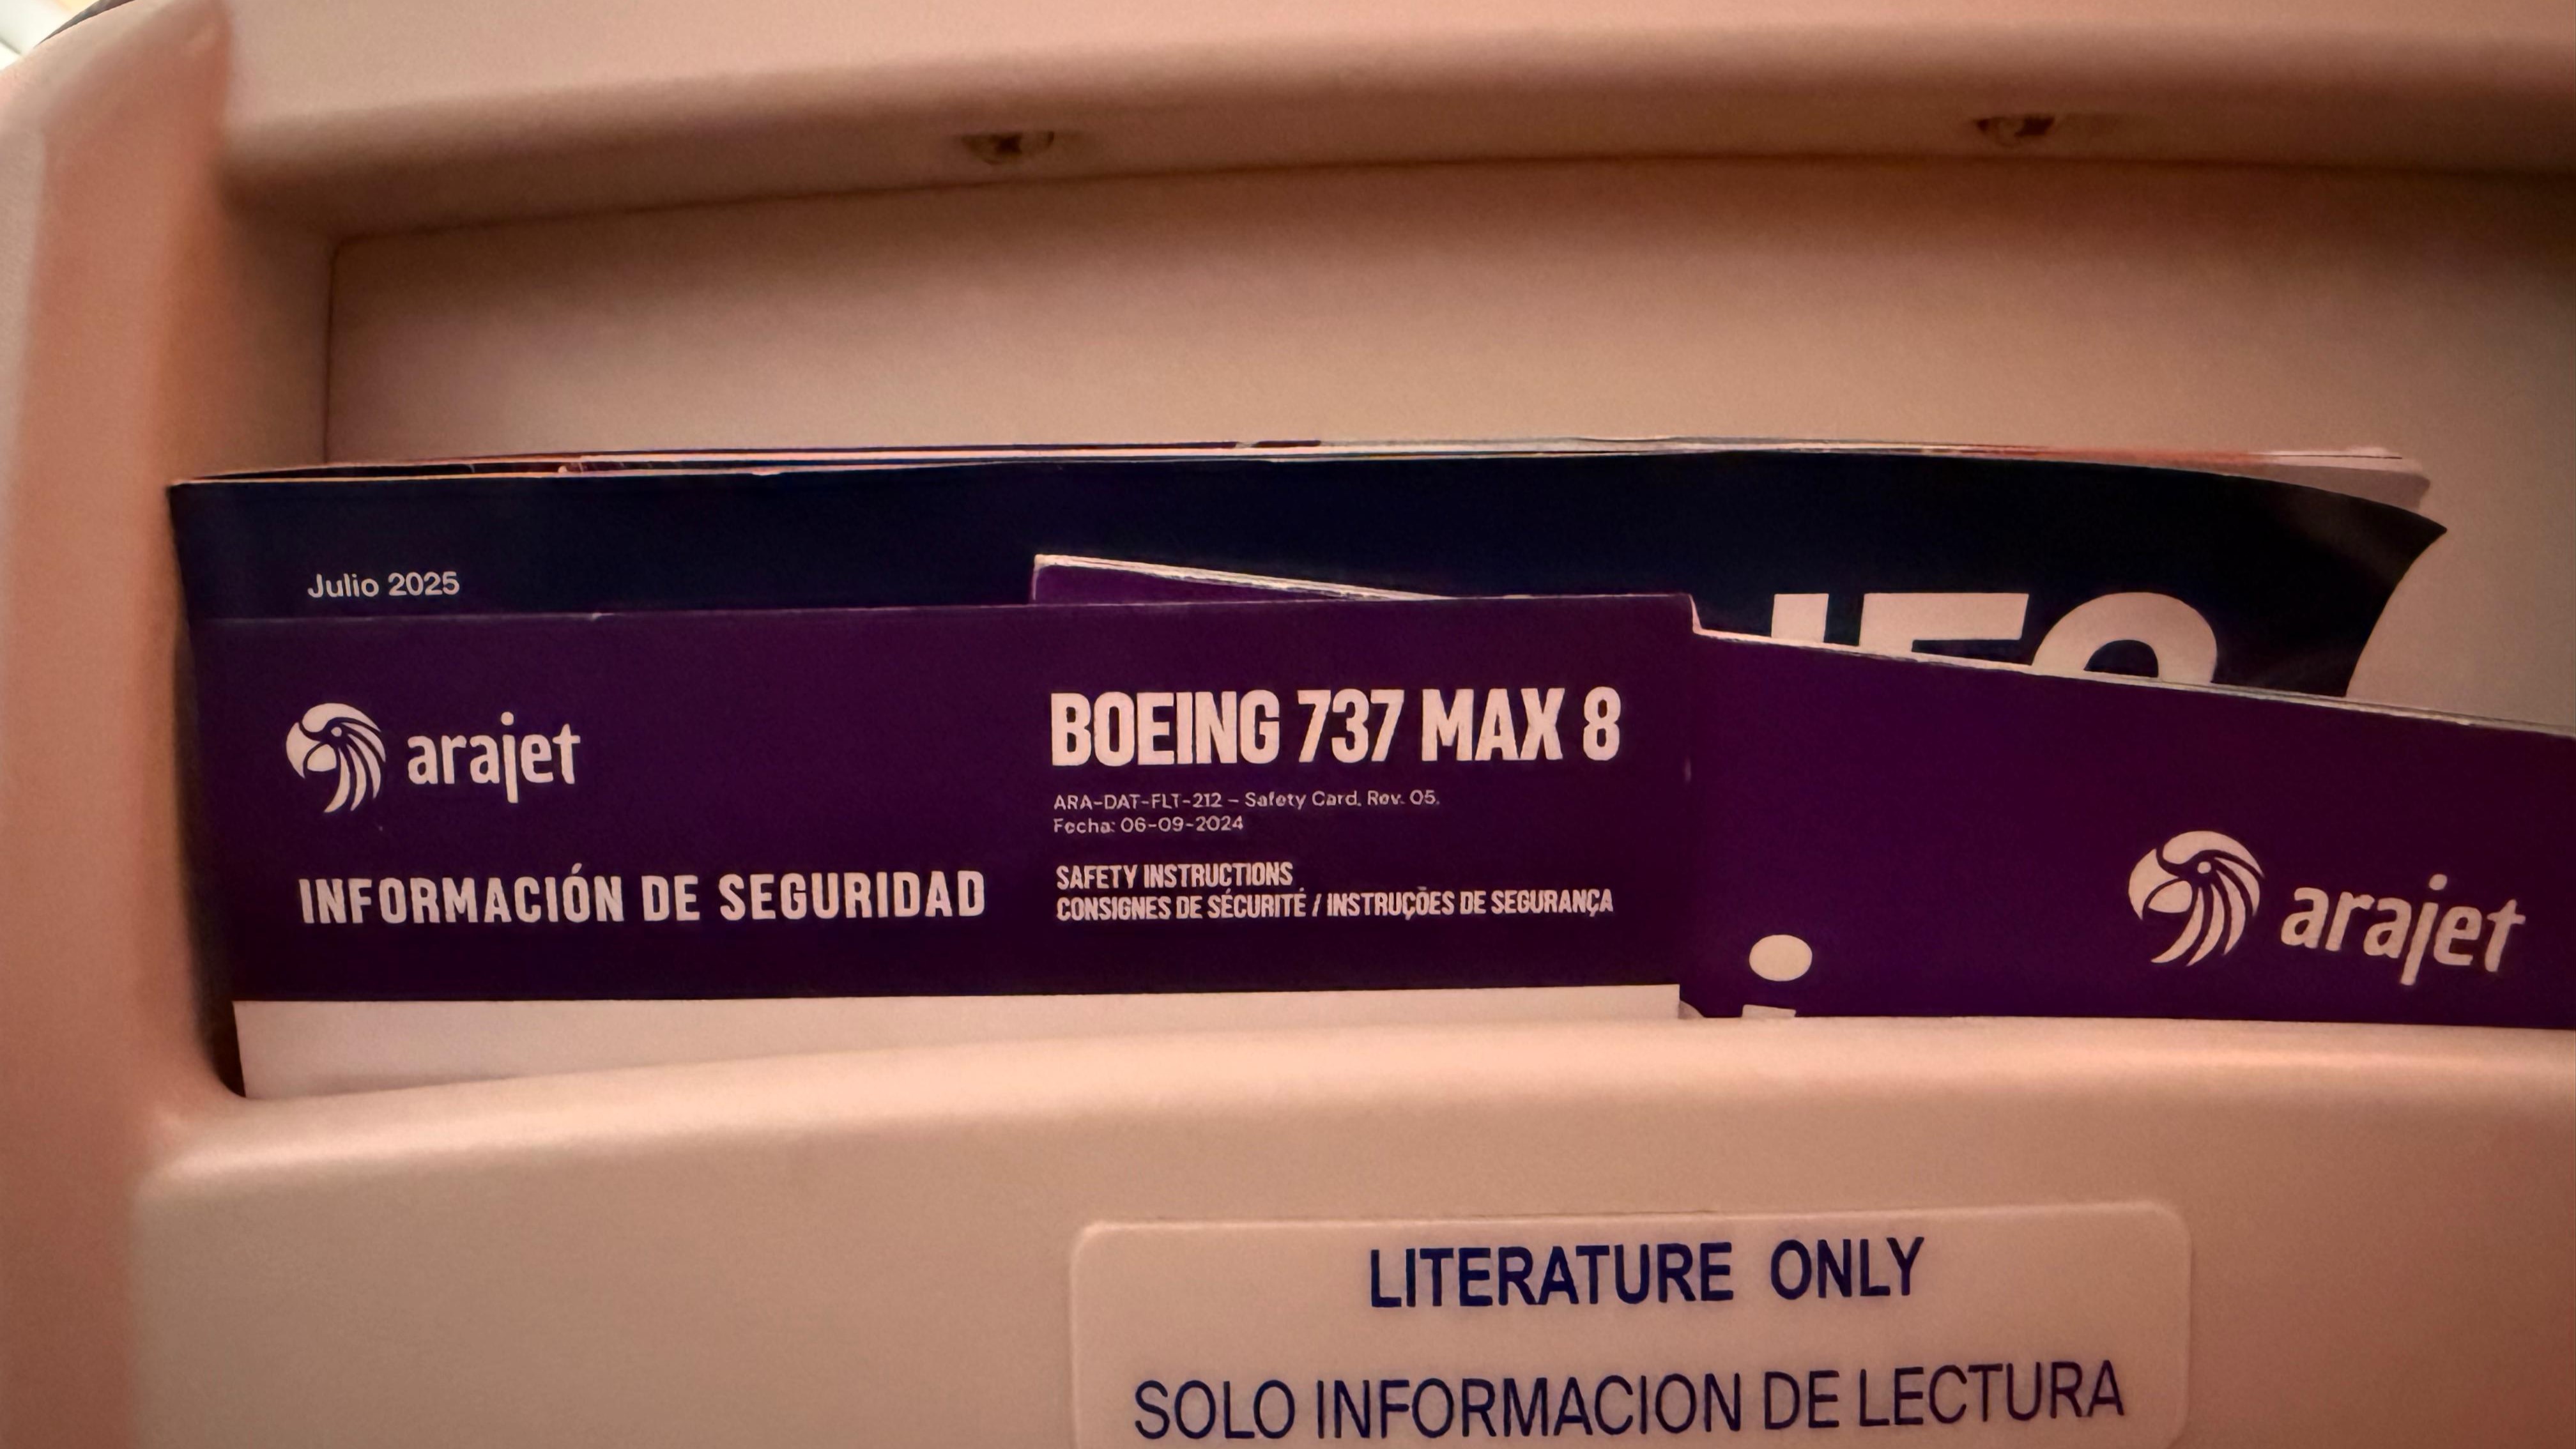 Julio 2025
arajet
INFORMACIÓN DE SEGURIDAD
BOEING 737 MAX 8
ARA-DAT-FLT-212 – Safety Card. Rev. 05.
Fecha: 06-09-2024
SAFETY INSTRUCTIONS
CONSIGNES DE SÉCURITÉ / INSTRUÇÕES DE SEGURANÇA
arajet
LITERATURE ONLY
SOLO INFORMACION DE LECTURA